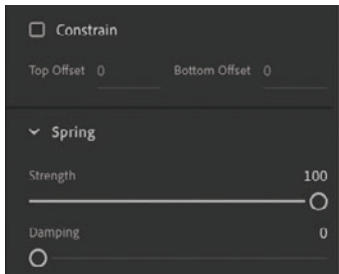 Constrain
Top Offset 0 Bottom Offset 0
Spring
Strength 100
Damping 0